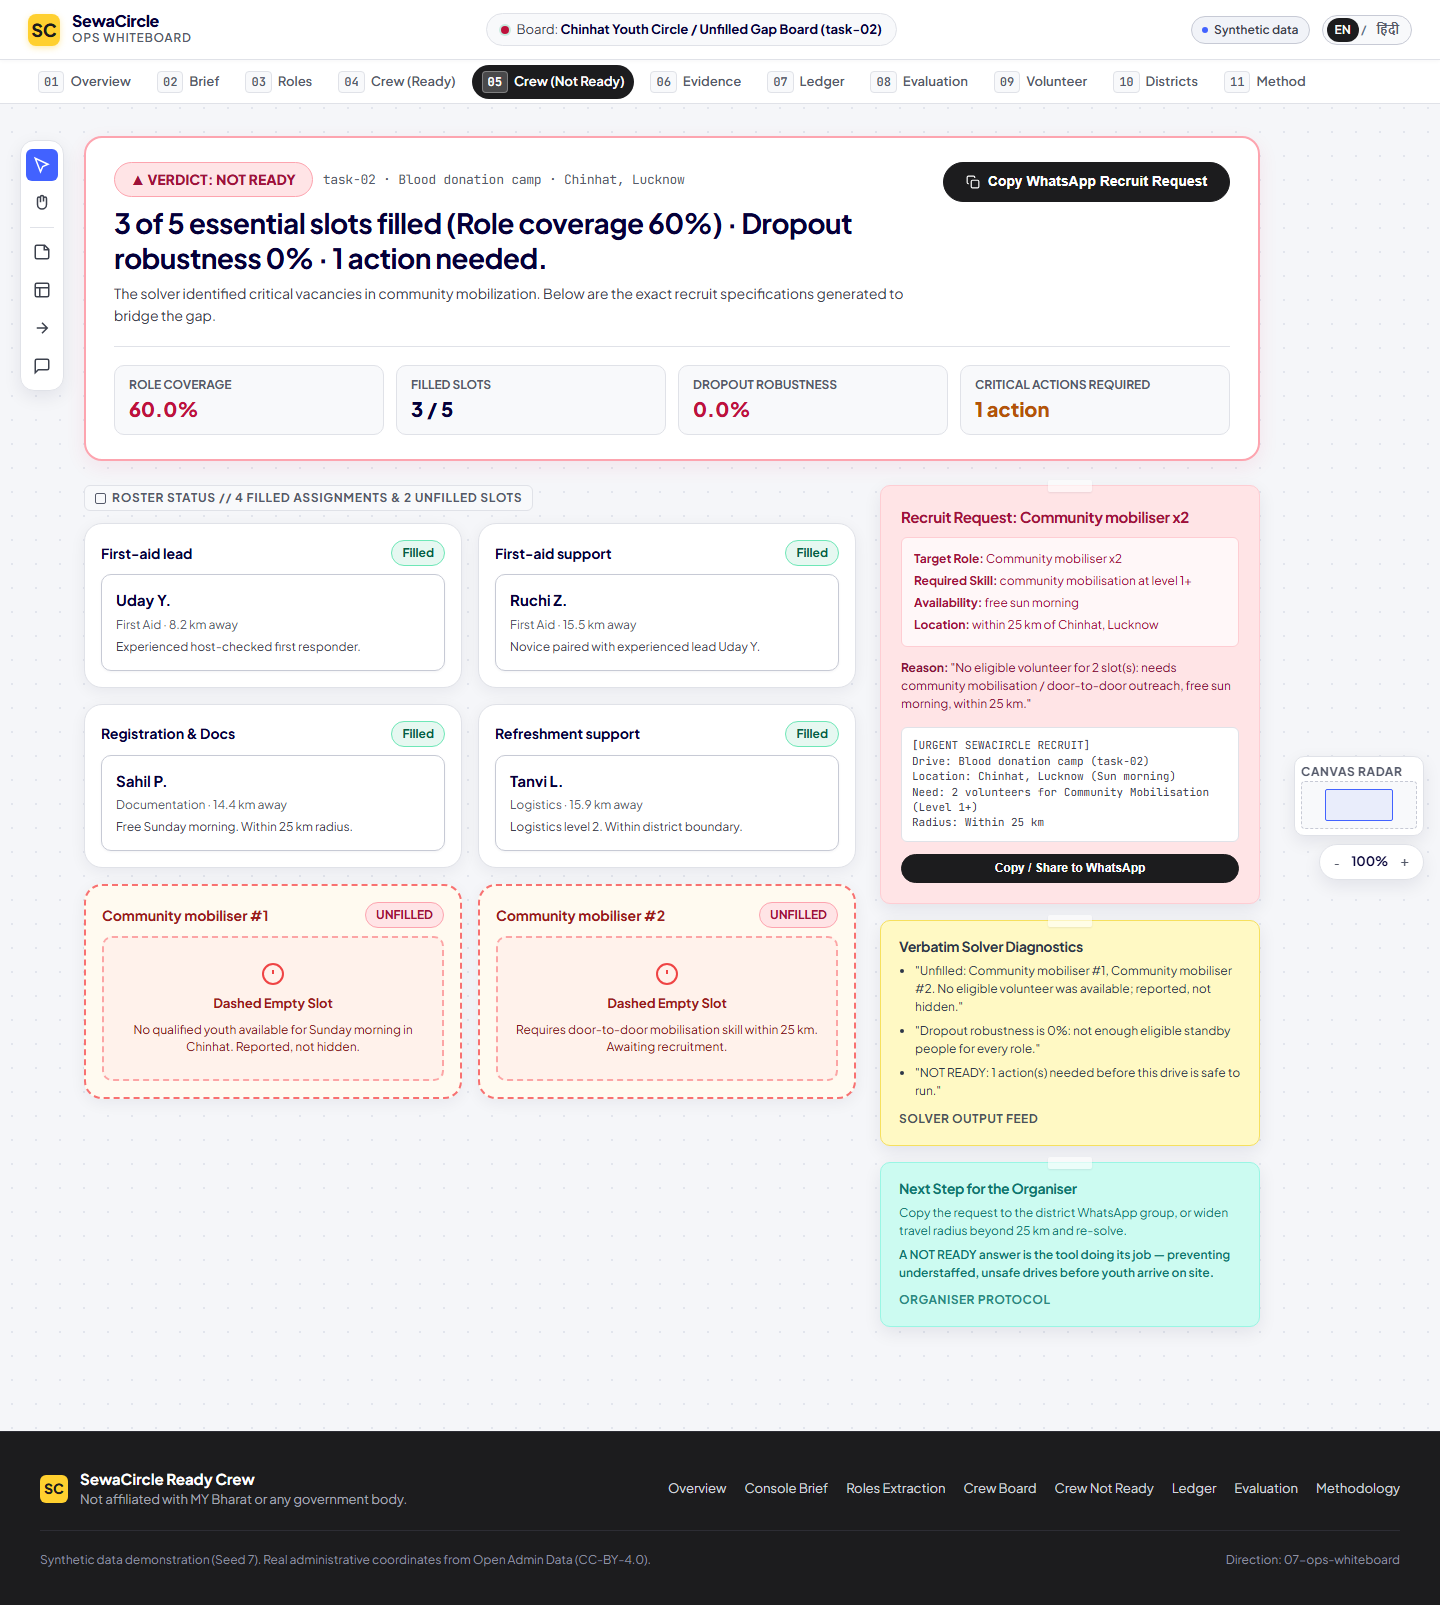 SC
SewaCircle
OPS WHITEBOARD
Board: Chinhat Youth Circle / Unfilled Gap Board (task-02)
Synthetic data
EN / हिंदी
01 Overview
02 Brief
03 Roles
04 Crew (Ready)
05 Crew (Not Ready)
06 Evidence
07 Ledger
08 Evaluation
09 Volunteer
10 Districts
11 Method
▲ VERDICT: NOT READY
task-02 · Blood donation camp · Chinhat, Lucknow
Copy WhatsApp Recruit Request
3 of 5 essential slots filled (Role coverage 60%) · Dropout
robustness 0% · 1 action needed.
The solver identified critical vacancies in community mobilization. Below are the exact recruit specifications generated to
bridge the gap.
ROLE COVERAGE
60.0%
FILLED SLOTS
3 / 5
DROPOUT ROBUSTNESS
0.0%
CRITICAL ACTIONS REQUIRED
1 action
ROSTER STATUS // 4 FILLED ASSIGNMENTS & 2 UNFILLED SLOTS
First-aid lead
Filled
Uday Y.
First Aid · 8.2 km away
Experienced host-checked first responder.
First-aid support
Filled
Ruchi Z.
First Aid · 15.5 km away
Novice paired with experienced lead Uday Y.
Registration & Docs
Filled
Sahil P.
Documentation · 14.4 km away
Free Sunday morning. Within 25 km radius.
Refreshment support
Filled
Tanvi L.
Logistics · 15.9 km away
Logistics level 2. Within district boundary.
Community mobiliser #1
UNFILLED
Dashed Empty Slot
No qualified youth available for Sunday morning in
Chinhat. Reported, not hidden.
Community mobiliser #2
UNFILLED
Dashed Empty Slot
Requires door-to-door mobilisation skill within 25 km.
Awaiting recruitment.
Recruit Request: Community mobiliser x2
Target Role: Community mobiliser x2
Required Skill: community mobilisation at level 1+
Availability: free sun morning
Location: within 25 km of Chinhat, Lucknow
Reason: "No eligible volunteer for 2 slot(s): needs
community mobilisation / door-to-door outreach, free sun
morning, within 25 km."
[URGENT SEWACIRCLE RECRUIT]
Drive: Blood donation camp (task-02)
Location: Chinhat, Lucknow (Sun morning)
Need: 2 volunteers for Community Mobilisation
(Level 1+)
Radius: Within 25 km
Copy / Share to WhatsApp
Verbatim Solver Diagnostics
• "Unfilled: Community mobiliser #1, Community mobiliser
#2. No eligible volunteer was available; reported, not
hidden."
• "Dropout robustness is 0%: not enough eligible standby
people for every role."
• "NOT READY: 1 action(s) needed before this drive is safe to
run."
SOLVER OUTPUT FEED
Next Step for the Organiser
Copy the request to the district WhatsApp group, or widen
travel radius beyond 25 km and re-solve.
A NOT READY answer is the tool doing its job — preventing
understaffed, unsafe drives before youth arrive on site.
ORGANISER PROTOCOL
CANVAS RADAR
- 100% +
SC
SewaCircle Ready Crew
Not affiliated with MY Bharat or any government body.
Overview
Console Brief
Roles Extraction
Crew Board
Crew Not Ready
Ledger
Evaluation
Methodology
Synthetic data demonstration (Seed 7). Real administrative coordinates from Open Admin Data (CC-BY-4.0).
Direction: 07-ops-whiteboard